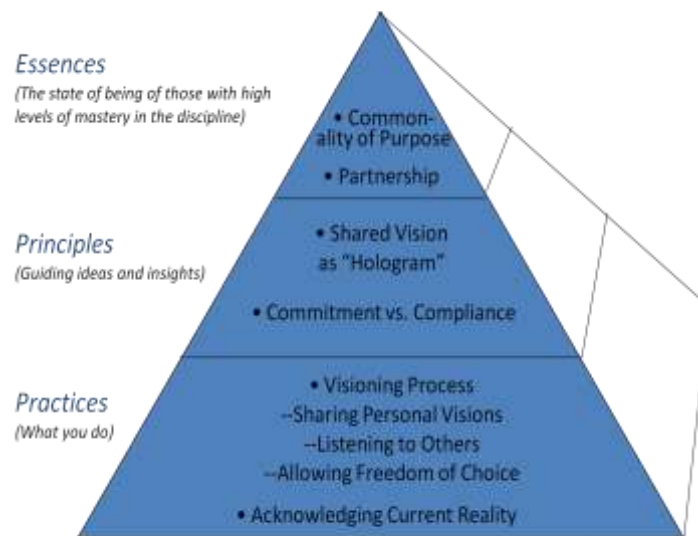 Essences
(The state of being of those with high
levels of mastery in the discipline)
• Common-
ality of Purpose
• Partnership
Principles
(Guiding ideas and insights)
• Shared Vision
as “Hologram”
• Commitment vs. Compliance
Practices
(What you do)
• Visioning Process
--Sharing Personal Visions
--Listening to Others
--Allowing Freedom of Choice
• Acknowledging Current Reality